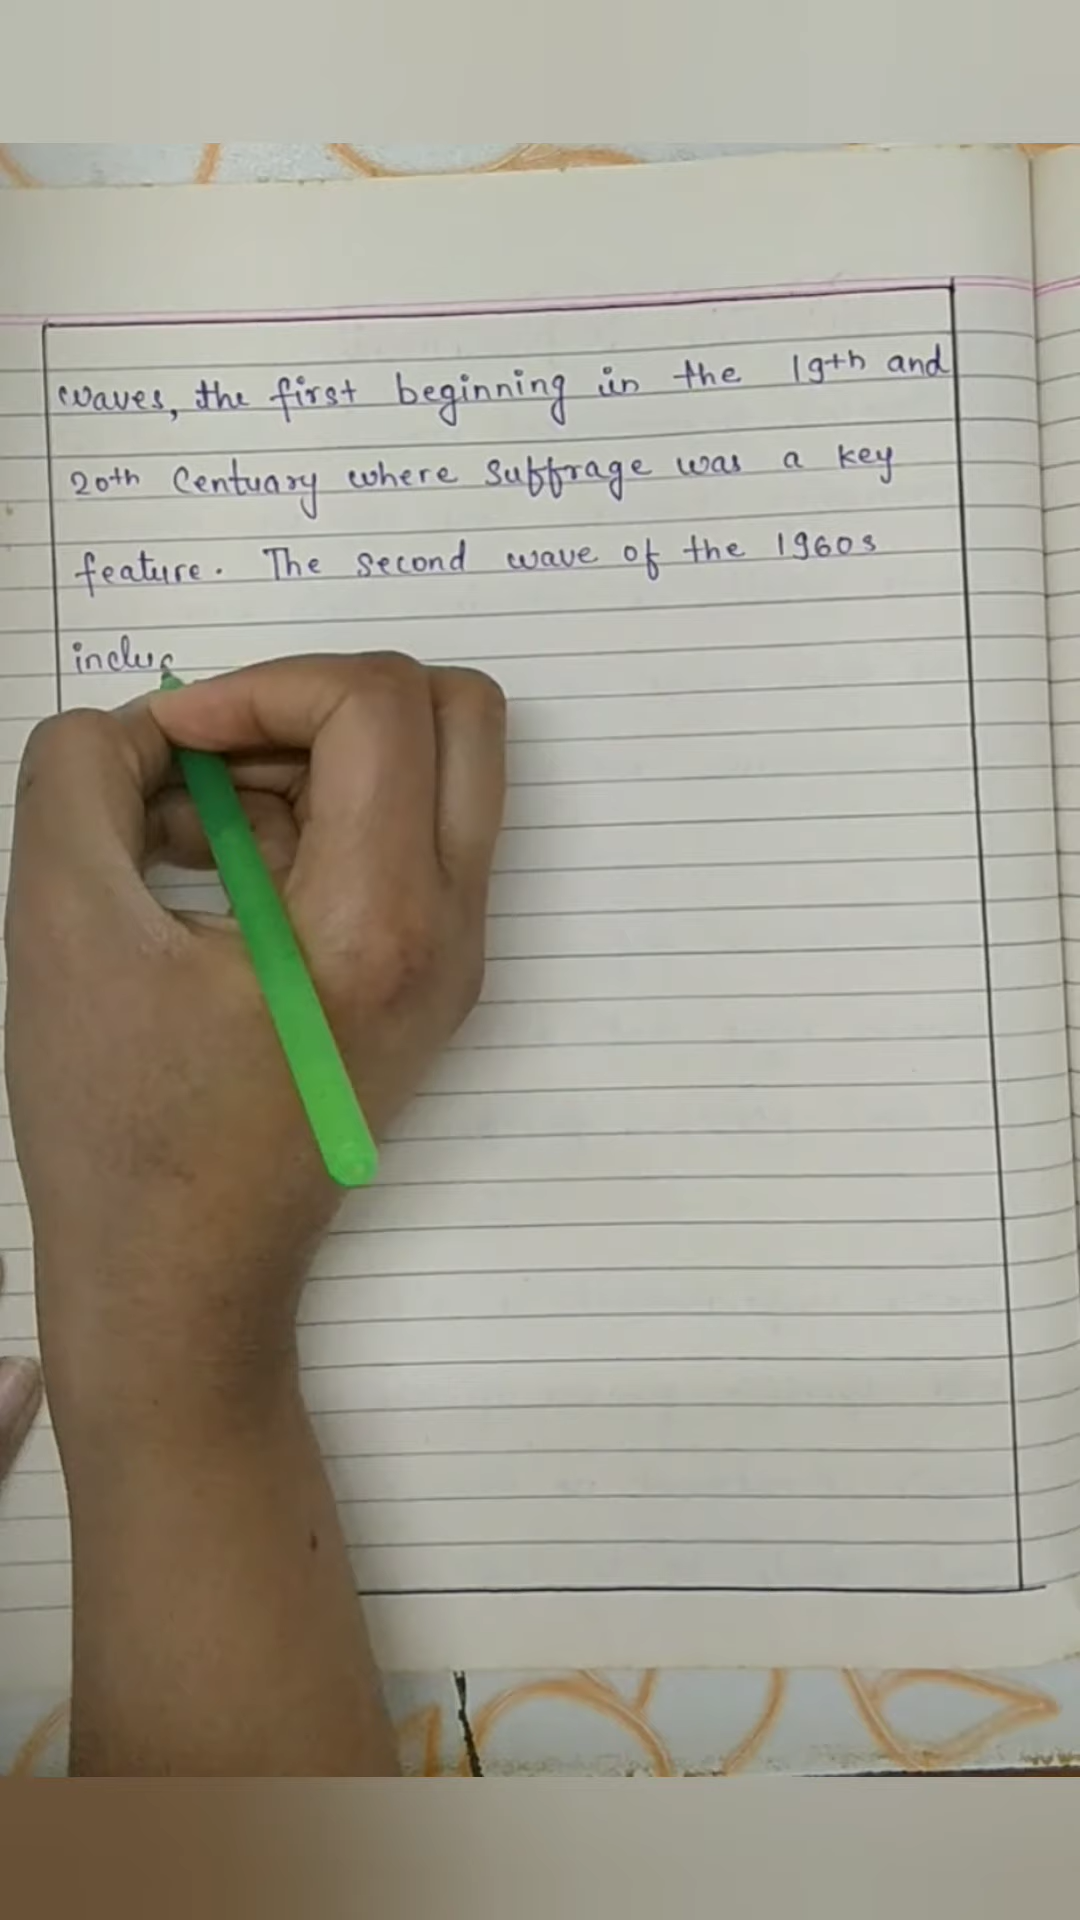 waves, the first beginning in the 19th and
20th Centuary where suffrage was a key
feature. The second wave of the 1960s